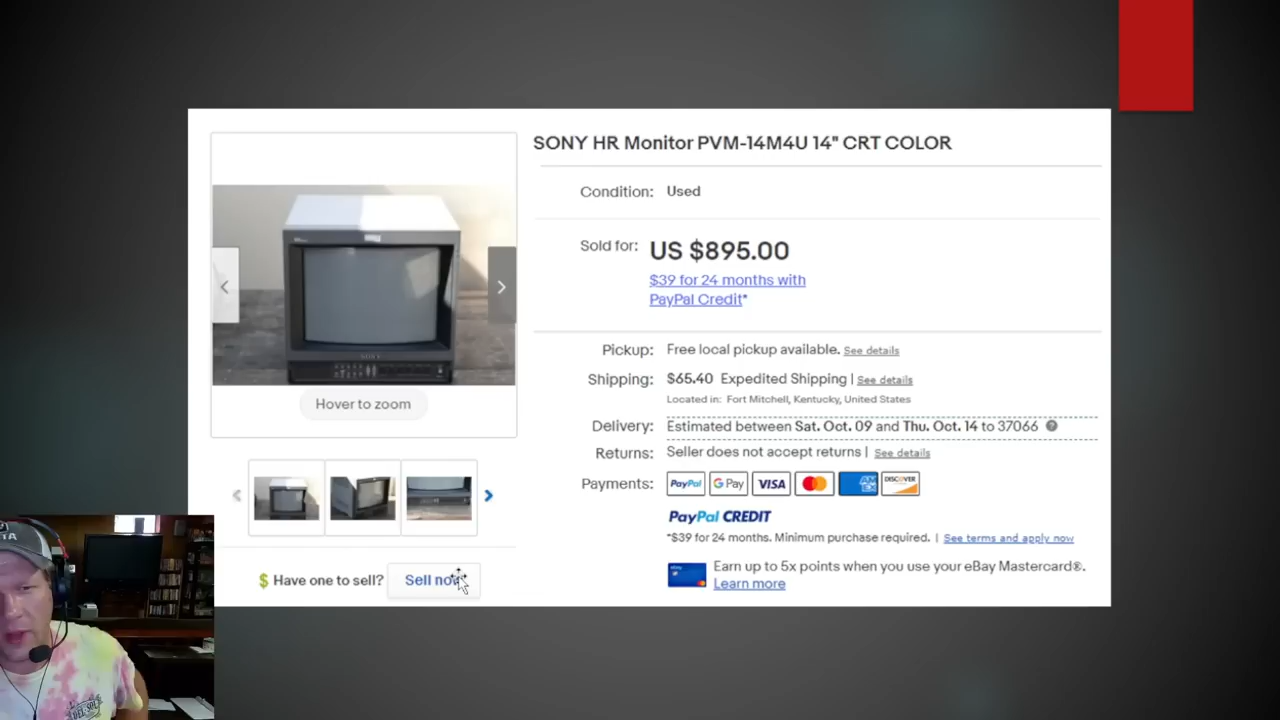 SONY HR Monitor PVM-14M4U 14" CRT COLOR
Condition: Used
Sold for: US $895.00
$39 for 24 months with
PayPal Credit*
Pickup: Free local pickup available. See details
Shipping: $65.40 Expedited Shipping | See details
Located in: Fort Mitchell, Kentucky, United States
Delivery: Estimated between Sat. Oct. 09 and Thu. Oct. 14 to 37066 ?
Returns: Seller does not accept returns | See details
Payments: PayPal G Pay VISA DISCOVER
PayPal CREDIT
*$39 for 24 months. Minimum purchase required. | See terms and apply now
Earn up to 5x points when you use your eBay Mastercard®.
Learn more
SONY
Hover to zoom
$ Have one to sell? Sell now
DEL SOL